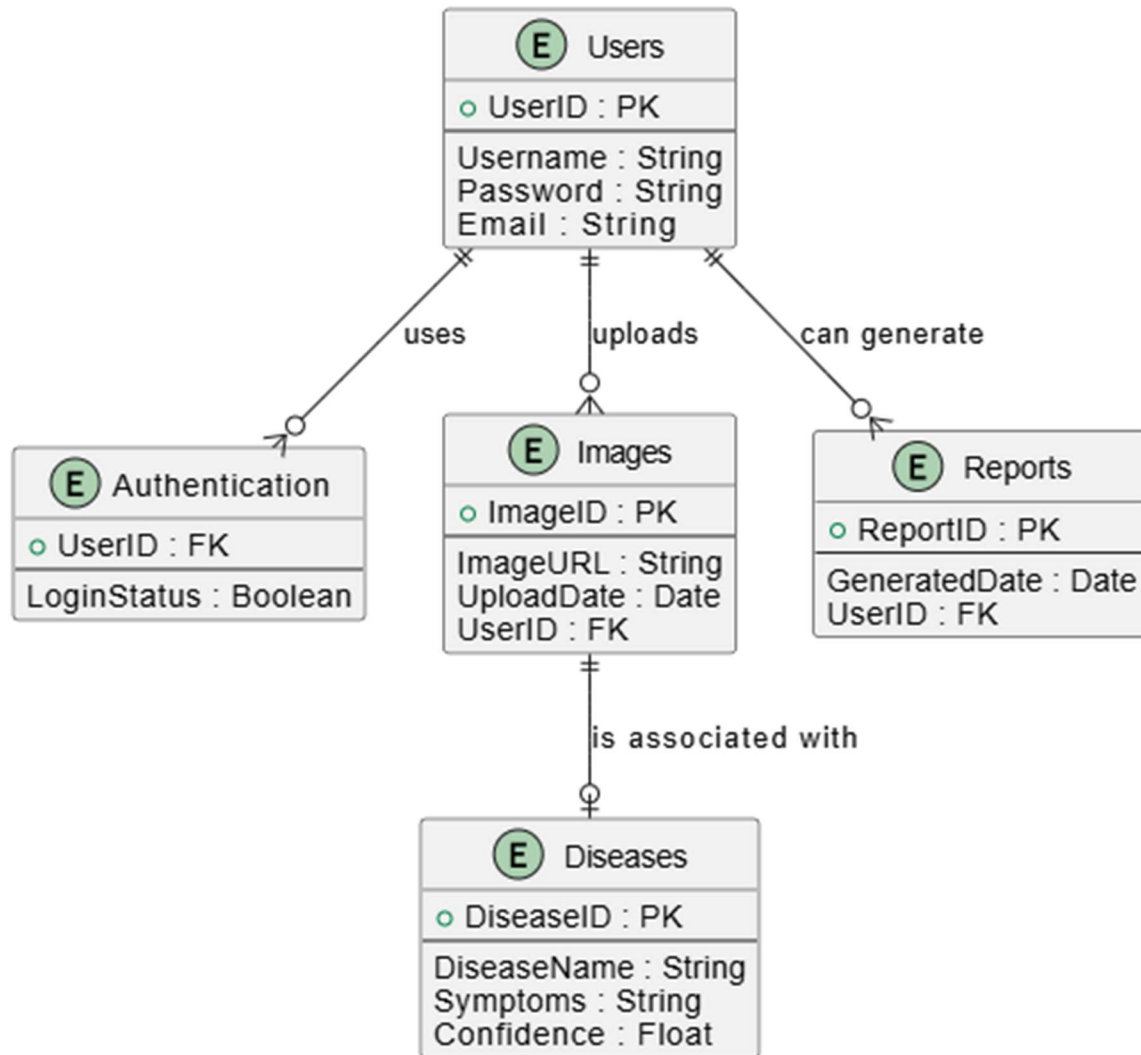 E Users
UserID : PK
Username : String
Password : String
Email : String
uses
uploads
can generate
E Authentication
UserID : FK
LoginStatus : Boolean
E Images
ImageID : PK
ImageURL : String
UploadDate : Date
UserID : FK
E Reports
ReportID : PK
GeneratedDate : Date
UserID : FK
is associated with
E Diseases
DiseaseID : PK
DiseaseName : String
Symptoms : String
Confidence : Float